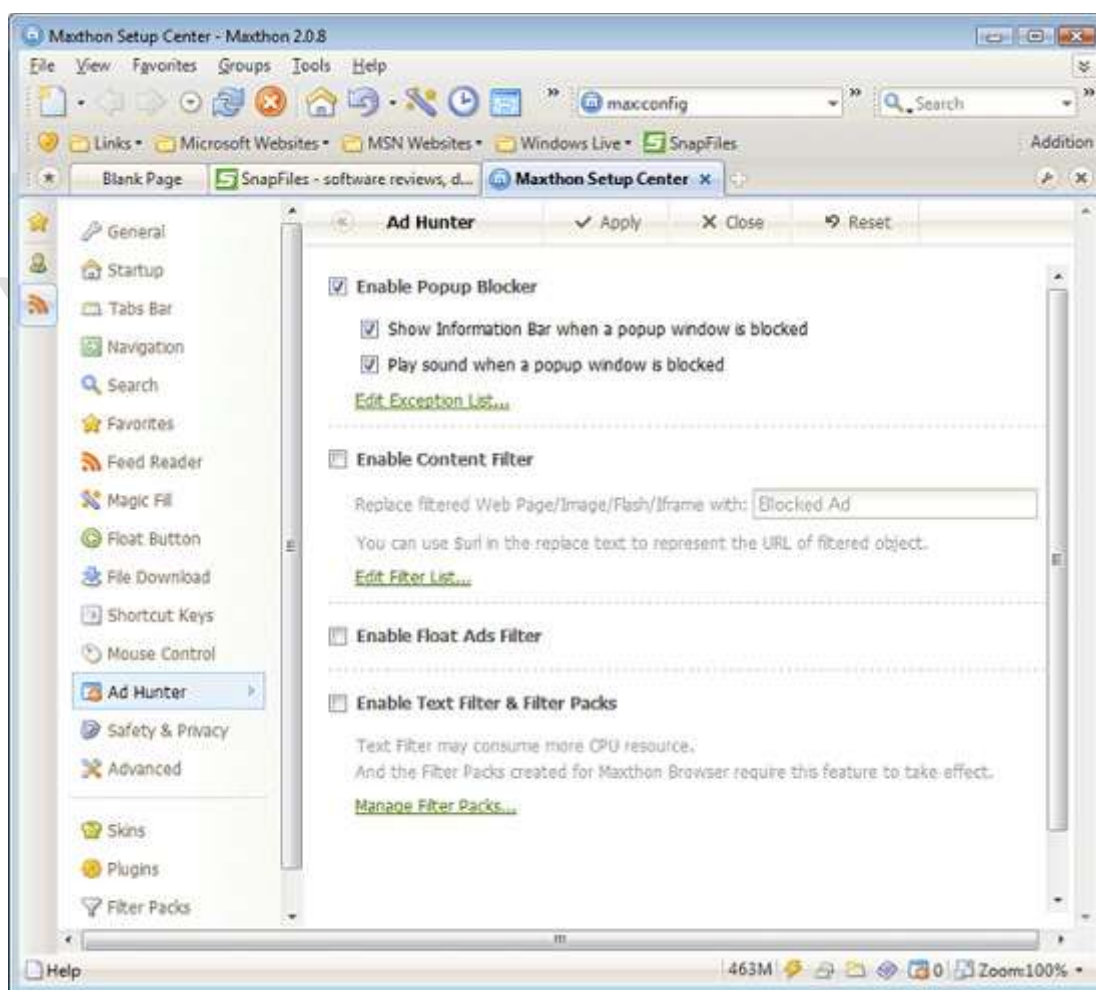 Maxthon Setup Center - Maxthon 2.0.8
File View Favorites Groups Tools Help
maxcconfig Search
Links Microsoft Websites MSN Websites Windows Live SnapFiles Addition
Blank Page SnapFiles - software reviews, d... Maxthon Setup Center
Ad Hunter Apply Close Reset
General
Startup
Tabs Bar
Navigation
Search
Favorites
Feed Reader
Magic Fill
Float Button
File Download
Shortcut Keys
Mouse Control
Ad Hunter
Safety & Privacy
Advanced
Skins
Plugins
Filter Packs
Enable Popup Blocker
Show Information Bar when a popup window is blocked
Play sound when a popup window is blocked
Edit Exception List...
Enable Content Filter
Replace filtered Web Page/Image/Flash/Iframe with: Blocked Ad
You can use $url in the replace text to represent the URL of filtered object.
Edit Filter List...
Enable Float Ads Filter
Enable Text Filter & Filter Packs
Text Filter may consume more CPU resource.
And the Filter Packs created for Maxthon Browser require this feature to take effect.
Manage Filter Packs...
Help 463M 0 Zoom:100%